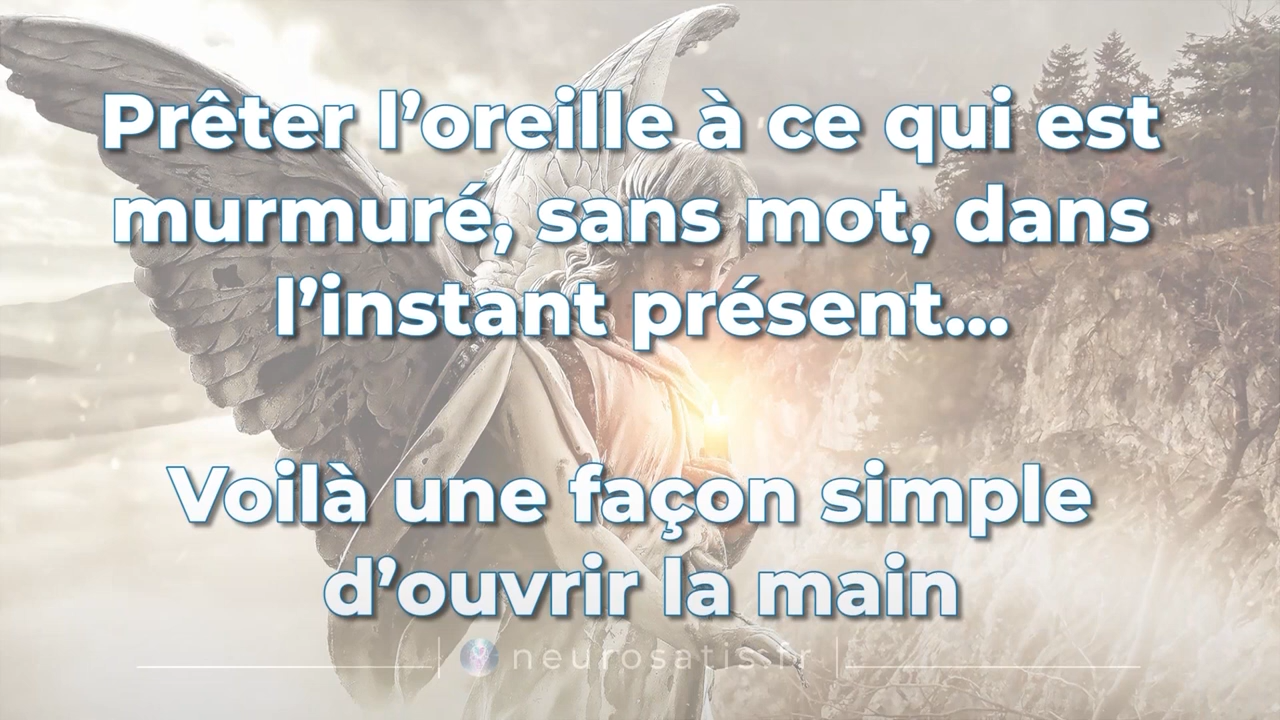 Prêter l’oreille à ce qui est
murmuré, sans mot, dans
l’instant présent...
Voilà une façon simple
d’ouvrir la main
neurosatis.fr